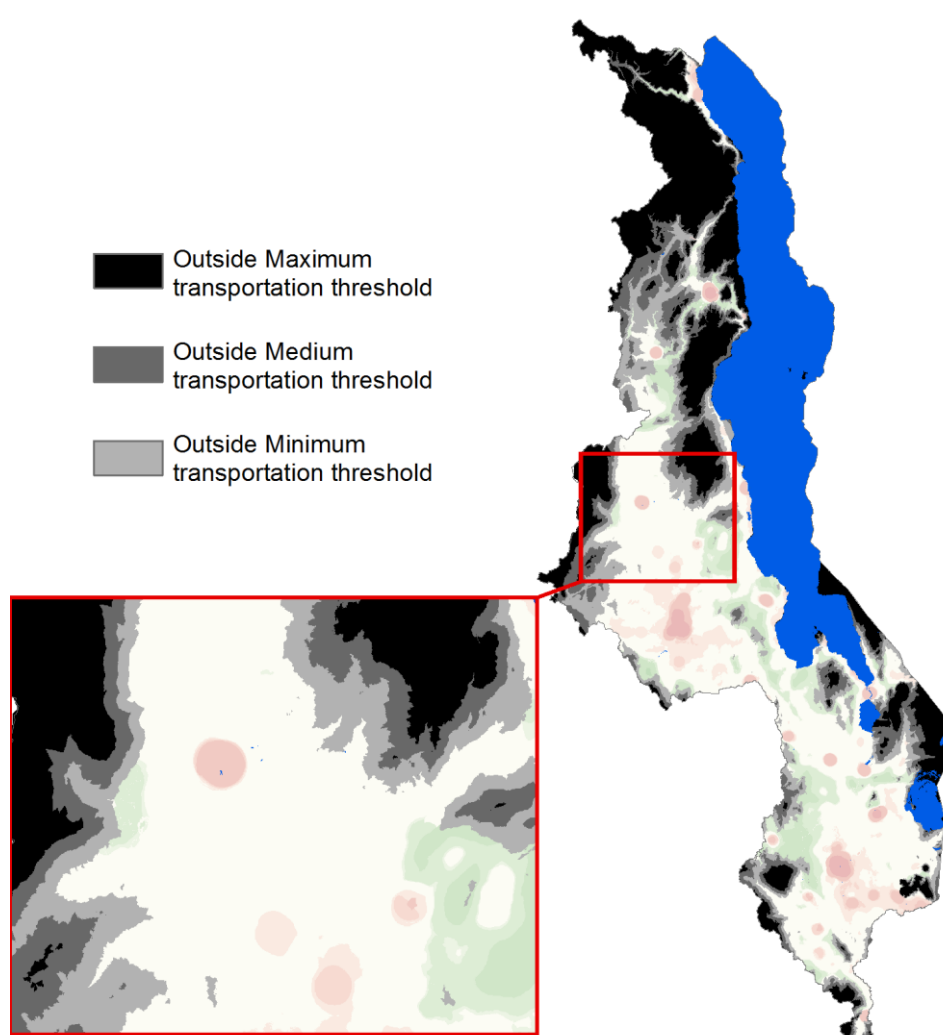 Outside Maximum
transportation threshold
Outside Medium
transportation threshold
Outside Minimum
transportation threshold